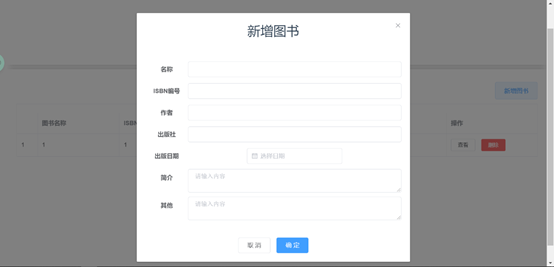 新增图书
×
名称
ISBN编号
作者
出版社
出版日期
选择日期
简介
请输入内容
其他
请输入内容
取 消
确 定
新增图书
图书名称
ISBN
操作
1
1
1
查看
删除